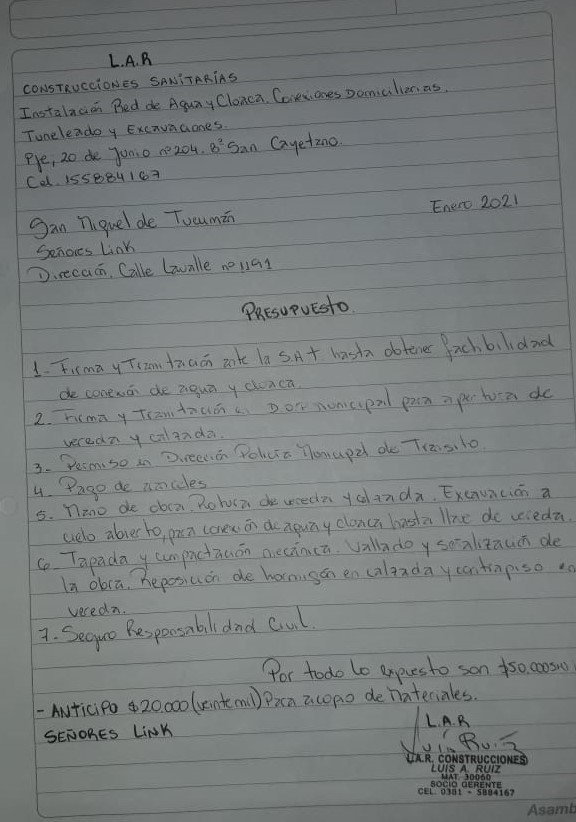 L.A.R
CONSTRUCCIONES SANITARIAS
Instalación Red de Agua y Cloaca. Conexiones Domiciliarias.
Tuneleado y Excavaciones.
Pje, 20 de Junio nº 204. Bº San Cayetano.
Cel. 155884167
Enero 2021
San Miguel de Tucumán
Señores Link
Dirección, Calle Lavalle nº 1191
PRESUPUESTO
1- Firma y Tramitación ante la S.A.T hasta obtener fachbilidad
de conexión de agua y cloaca.
2. Firma y Tramitación en D.O.P municipal para apertura de
vereda y calzada.
3- Permiso en Dirección Policía Municipal de Transito.
4. Pago de aranceles
5. Mano de obra. Rotura de vereda y calzada. Excavación a
cielo abierto, para conexión de agua y cloaca hasta llave de vereda.
6- Tapada y compactación mecánica. Vallado y señalización de
la obra. Reposición de hormigón en calzada y contrapiso en
vereda.
7. Seguro Responsabilidad Civil.
Por todo lo expuesto son $50.000
- ANTICIPO $20.000 (veinte mil) Para acopio de Materiales.
SEÑORES LINK
L.A.R
Luis Ruiz
L.A.R. CONSTRUCCIONES
LUIS A. RUIZ
MAT. 30060
SOCIO GERENTE
CEL. 0381 - 5884167
Asamb